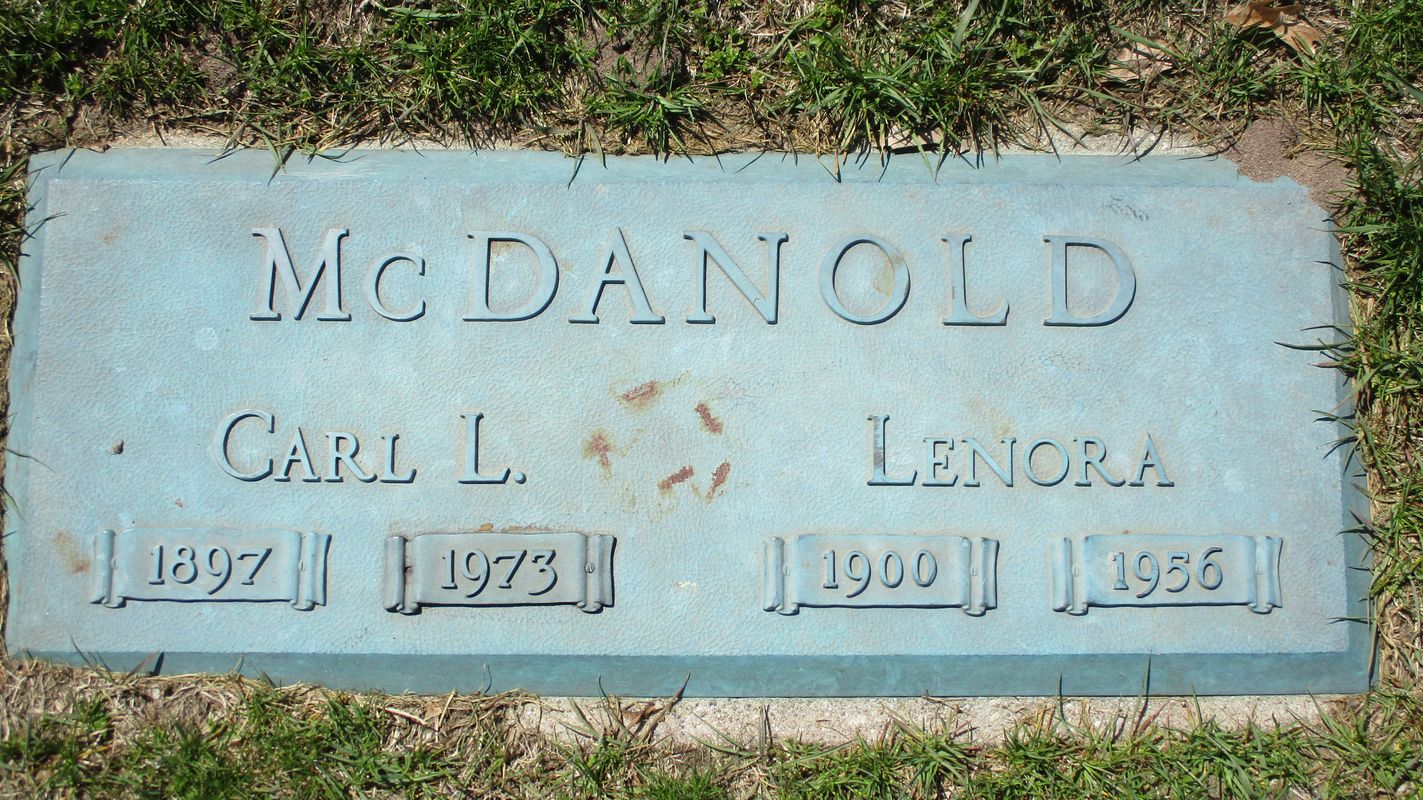 McDANOLD
CARL L. LENORA
1897 1973 1900 1956